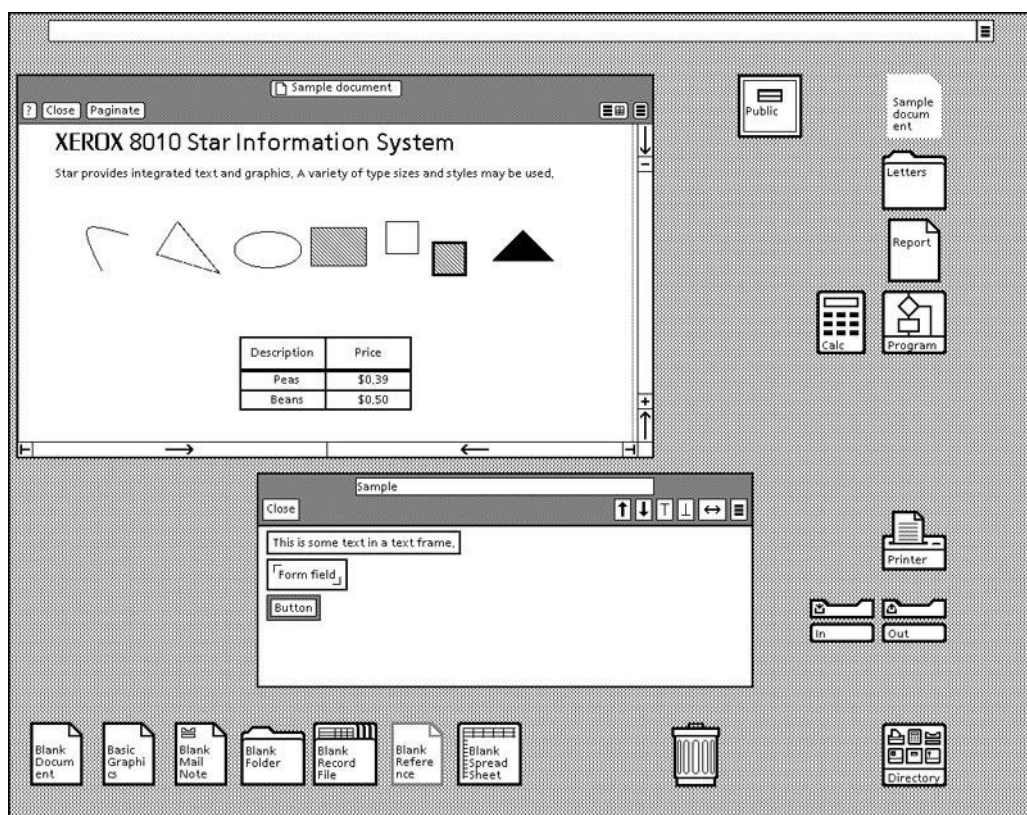 Sample document
? Close Paginate
XEROX 8010 Star Information System
Star provides integrated text and graphics. A variety of type sizes and styles may be used.
Description Price
Peas $0.39
Beans $0.50
Public
Sample
docum
ent
Letters
Report
Calc
Program
Sample
Close
This is some text in a text frame.
Form field
Button
Printer
In
Out
Blank
Docum
ent
Basic
Graphi
cs
Blank
Mail
Note
Blank
Folder
Blank
Record
File
Blank
Refere
nce
Blank
Spread
Sheet
Directory